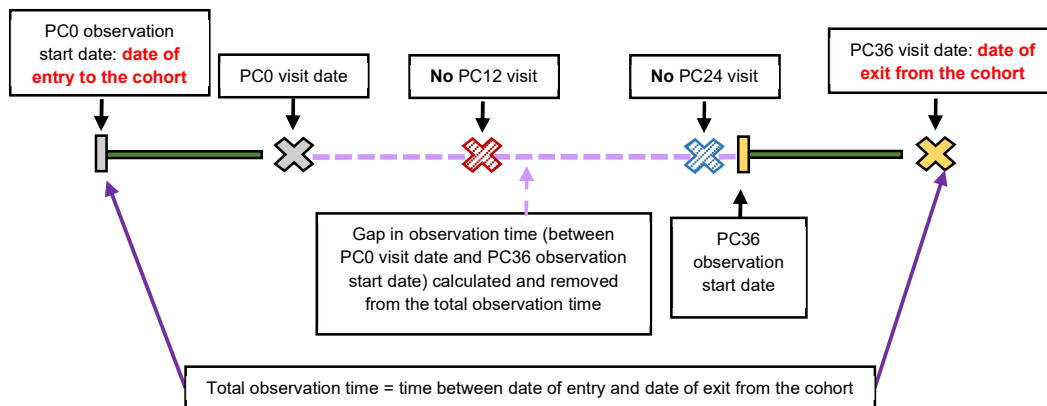 PC0 observation
start date: date of
entry to the cohort
PC0 visit date
No PC12 visit
No PC24 visit
PC36 visit date: date of
exit from the cohort
Gap in observation time (between
PC0 visit date and PC36 observation
start date) calculated and removed
from the total observation time
PC36
observation
start date
Total observation time = time between date of entry and date of exit from the cohort